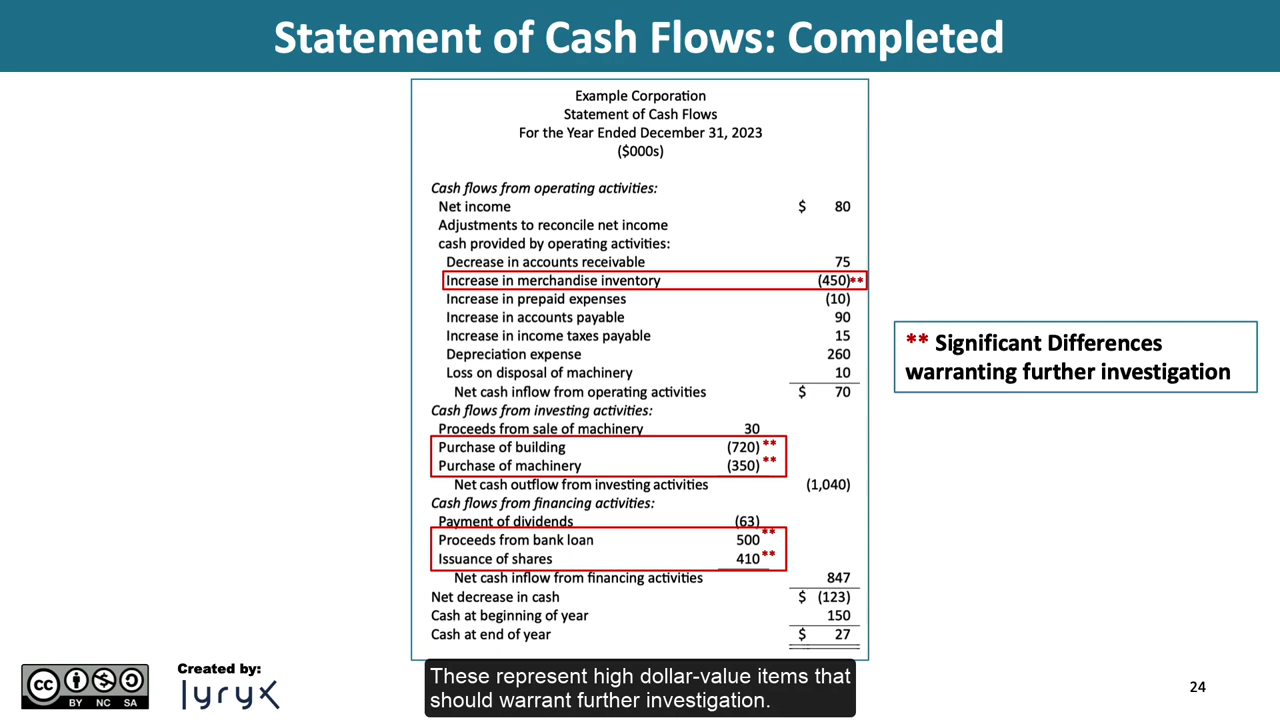 Statement of Cash Flows: Completed
Example Corporation
Statement of Cash Flows
For the Year Ended December 31, 2023
($000s)
Cash flows from operating activities:
Net income $ 80
Adjustments to reconcile net income
cash provided by operating activities:
Decrease in accounts receivable 75
Increase in merchandise inventory (450)**
Increase in prepaid expenses (10)
Increase in accounts payable 90
Increase in income taxes payable 15
Depreciation expense 260
Loss on disposal of machinery 10
Net cash inflow from operating activities $ 70
Cash flows from investing activities:
Proceeds from sale of machinery 30
Purchase of building (720) **
Purchase of machinery (350) **
Net cash outflow from investing activities (1,040)
Cash flows from financing activities:
Payment of dividends (63)
Proceeds from bank loan 500 **
Issuance of shares 410 **
Net cash inflow from financing activities 847
Net decrease in cash $ (123)
Cash at beginning of year 150
Cash at end of year $ 27
** Significant Differences
warranting further investigation
These represent high dollar-value items that
should warrant further investigation.
cc BY NC SA
Created by:
lyryx
24